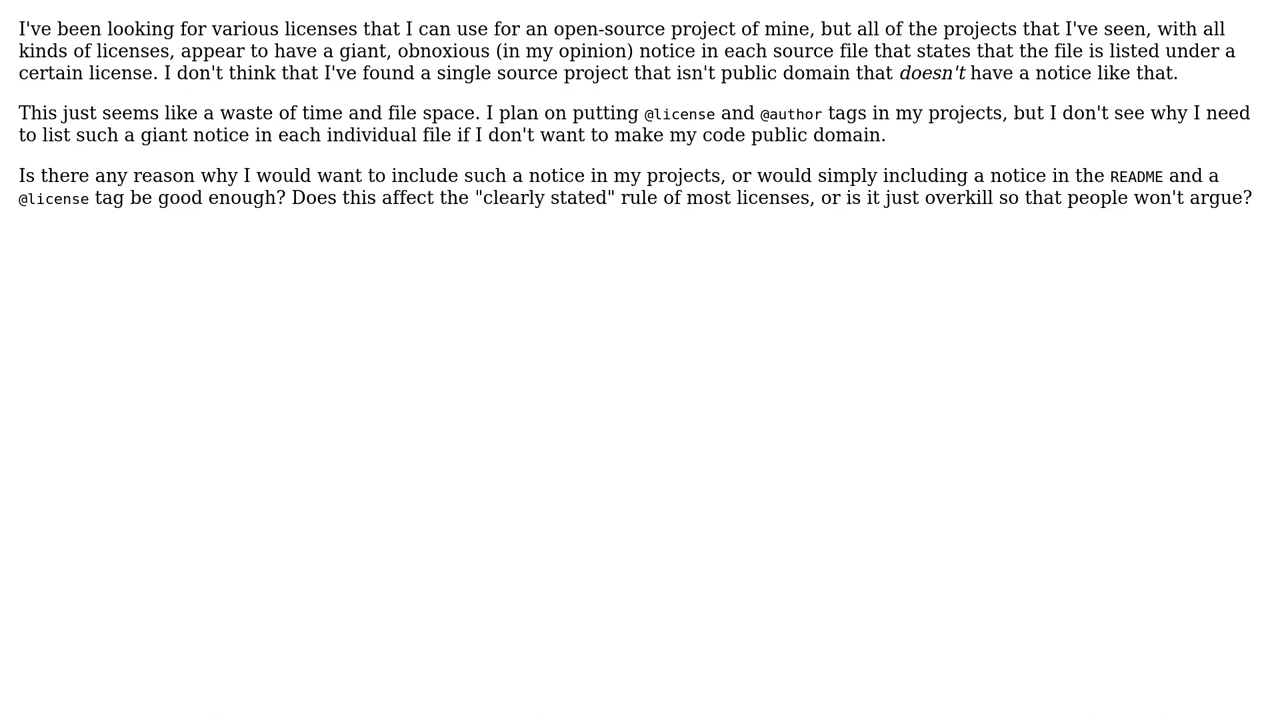 I've been looking for various licenses that I can use for an open-source project of mine, but all of the projects that I've seen, with all
kinds of licenses, appear to have a giant, obnoxious (in my opinion) notice in each source file that states that the file is listed under a
certain license. I don't think that I've found a single source project that isn't public domain that doesn't have a notice like that.
This just seems like a waste of time and file space. I plan on putting @license and @author tags in my projects, but I don't see why I need
to list such a giant notice in each individual file if I don't want to make my code public domain.
Is there any reason why I would want to include such a notice in my projects, or would simply including a notice in the README and a
@license tag be good enough? Does this affect the "clearly stated" rule of most licenses, or is it just overkill so that people won't argue?